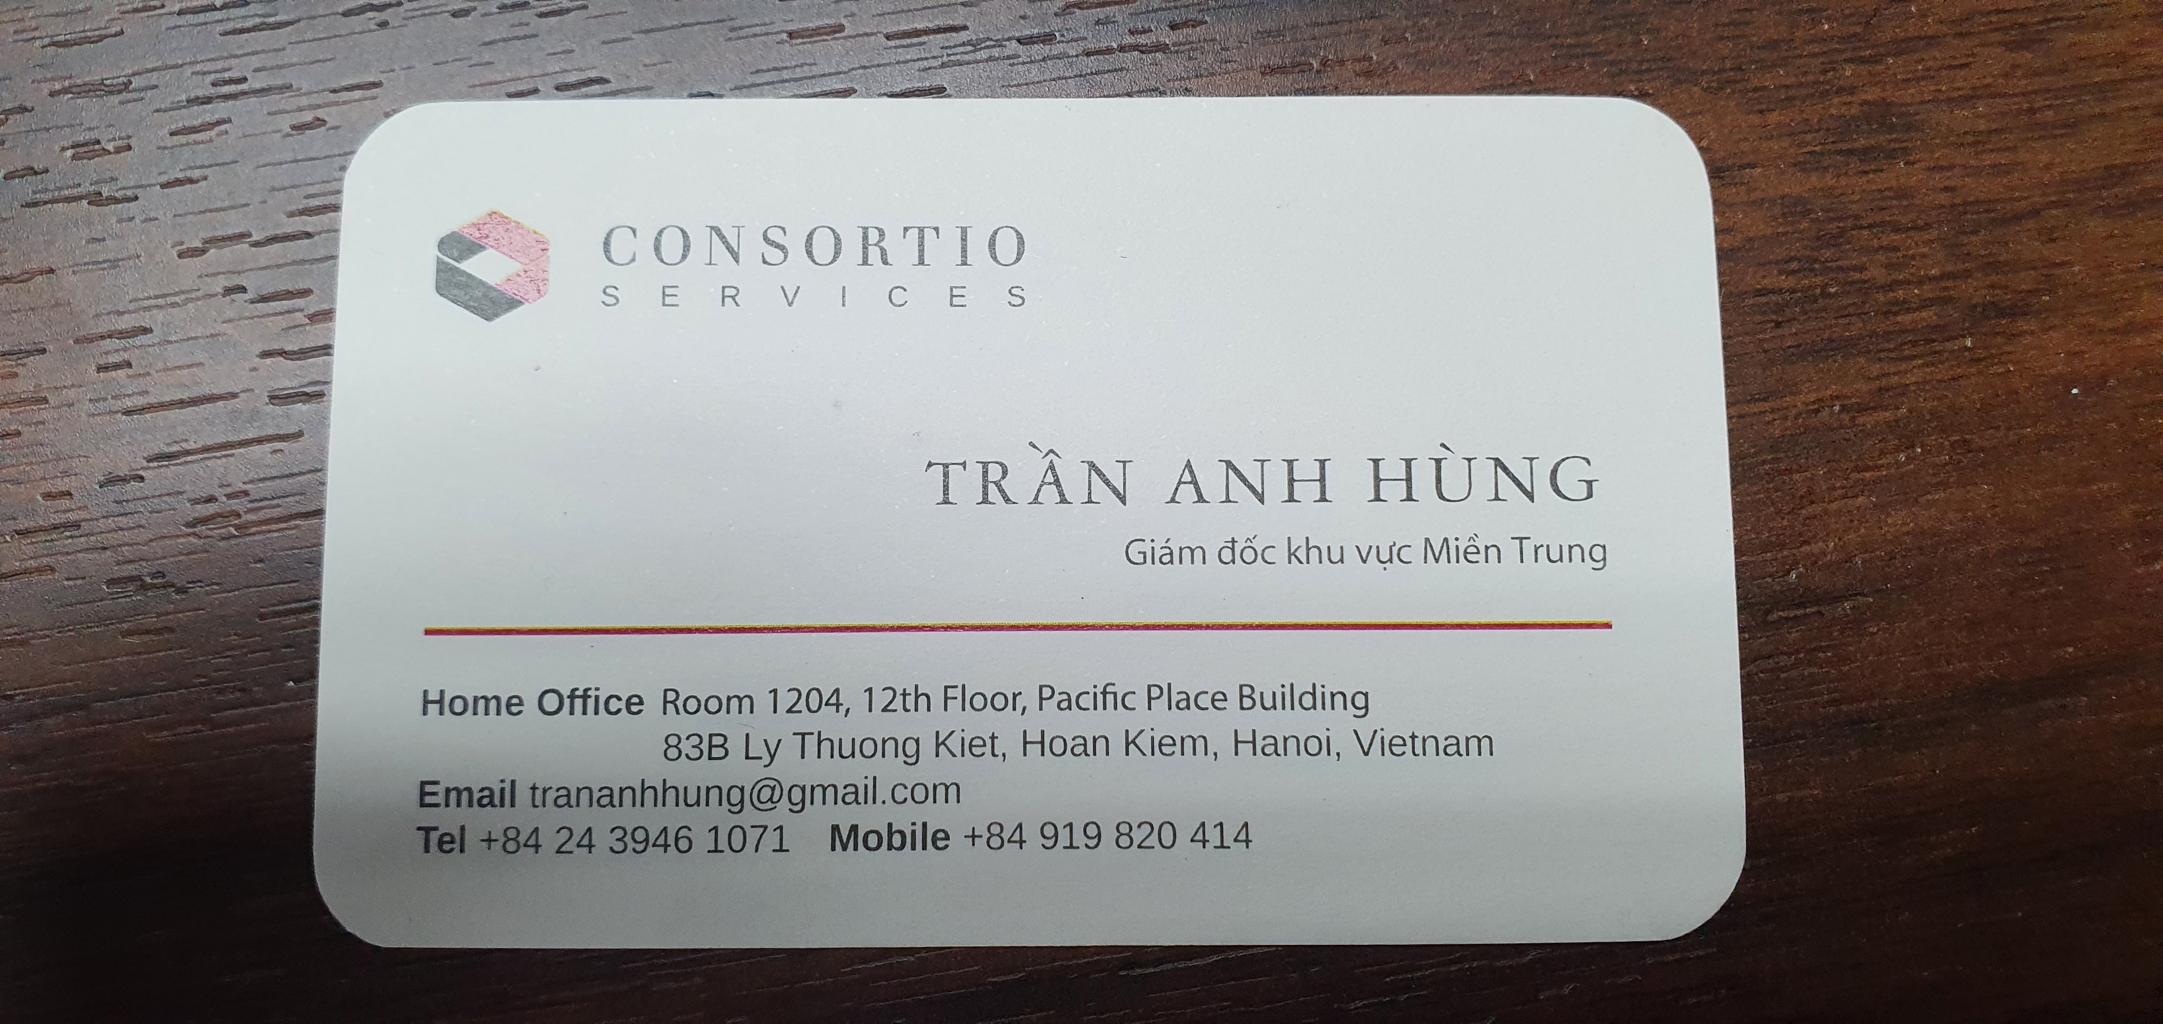 CONSORTIO
SERVICES
TRẦN ANH HÙNG
Giám đốc khu vực Miền Trung
Home Office Room 1204, 12th Floor, Pacific Place Building
83B Ly Thuong Kiet, Hoan Kiem, Hanoi, Vietnam
Email trananhhung@gmail.com
Tel +84 24 3946 1071 Mobile +84 919 820 414